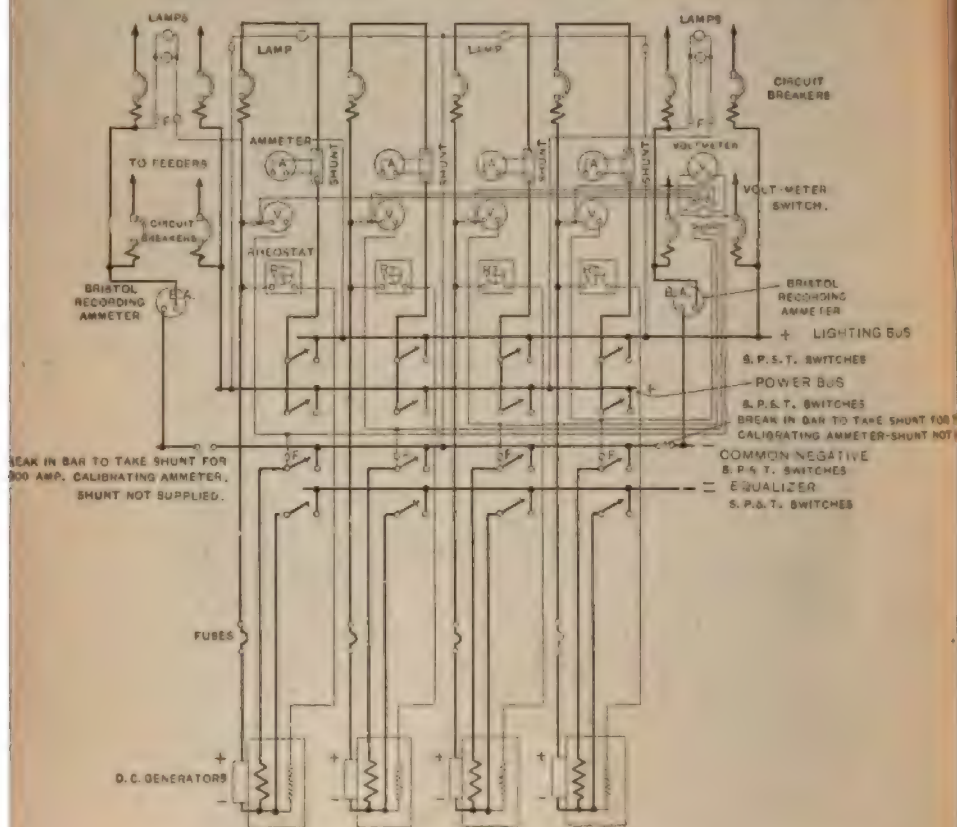 LAMPS
LAMPS
LAMP
LAMP
CIRCUIT
BREAKERS
F
F
AMMETER
VOLTMETER
TO FEEDERS
A
A
A
A
SHUNT
SHUNT
SHUNT
SHUNT
VOLT-METER
SWITCH.
V
V
V
V
CIRCUIT
BREAKERS
RHEOSTAT
BRISTOL
RECORDING
AMMETER
B.A.
B.A.
BRISTOL
RECORDING
AMMETER
+ LIGHTING BUS
S.P.S.T. SWITCHES
+
POWER BUS
S.P.S.T. SWITCHES
BREAK IN BAR TO TAKE SHUNT FOR
CALIBRATING AMMETER-SHUNT NOT
F
F
F
F
−
COMMON NEGATIVE
S.P.S.T. SWITCHES
EAK IN BAR TO TAKE SHUNT FOR
AMP. CALIBRATING AMMETER.
SHUNT NOT SUPPLIED.
= EQUALIZER
S.P.S.T. SWITCHES
FUSES
+
+
+
+
D.C. GENERATORS
-
-
-
-